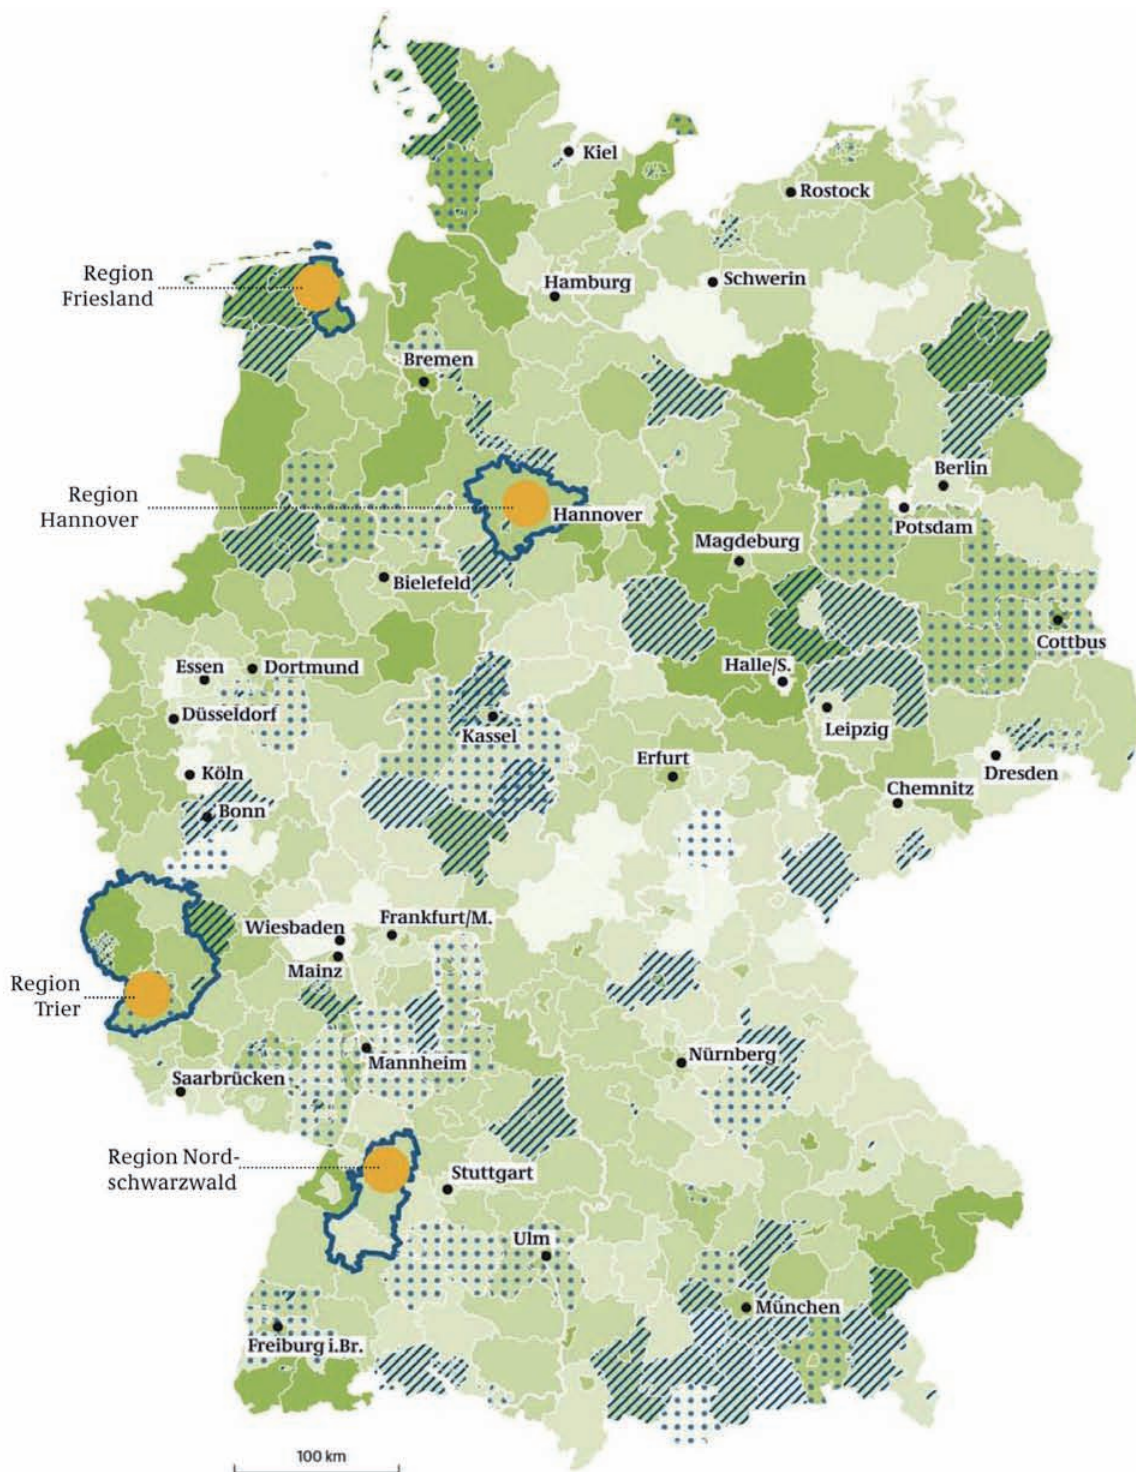 Kiel
Rostock
Region
Friesland
Hamburg
Schwerin
Bremen
Berlin
Region
Hannover
Hannover
Potsdam
Magdeburg
Bielefeld
Cottbus
Essen
Dortmund
Halle/S.
Düsseldorf
Kassel
Leipzig
Köln
Erfurt
Dresden
Chemnitz
Bonn
Wiesbaden
Frankfurt/M.
Mainz
Region
Trier
Nürnberg
Mannheim
Saarbrücken
Region Nord-
schwarzwald
Stuttgart
Ulm
München
Freiburg i.Br.
100 km